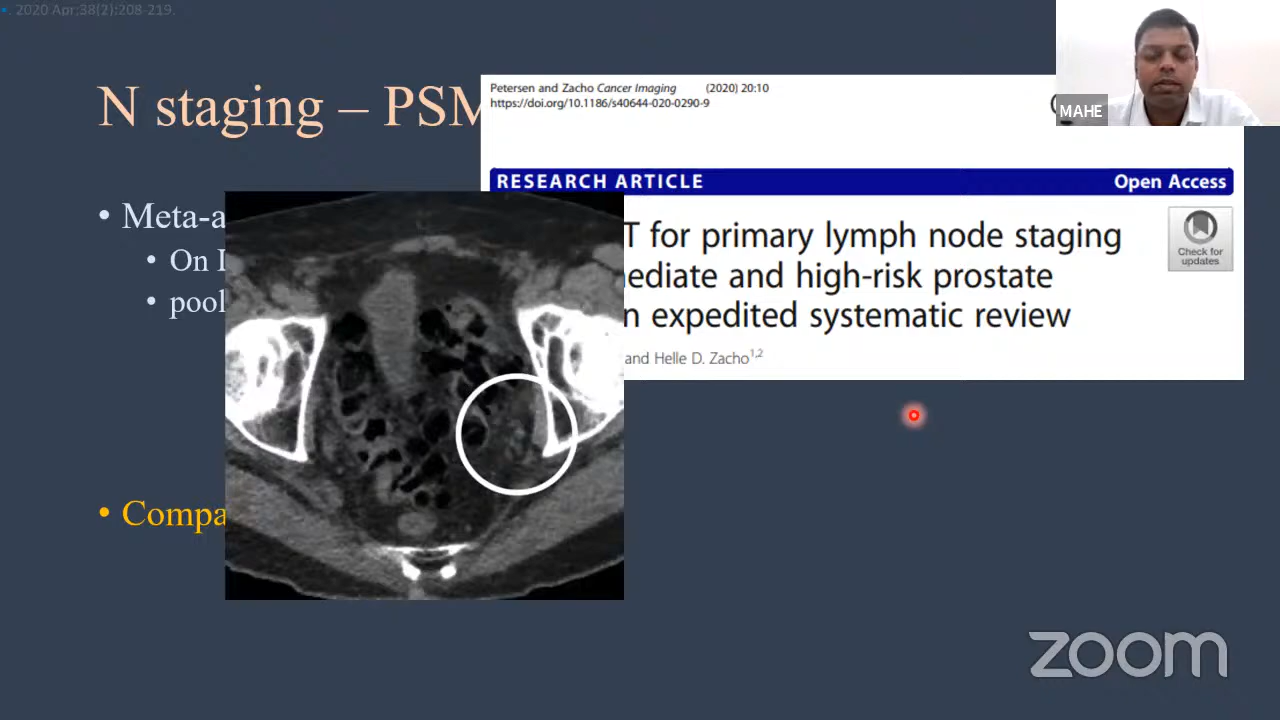 . 2020 Apr;38(2):208-219.
N staging – PSM
Petersen and Zacho Cancer Imaging (2020) 20:10
https://doi.org/10.1186/s40644-020-0290-9
MAHE
RESEARCH ARTICLE
Open Access
• Meta-a
• On
• pool
T for primary lymph node staging
ediate and high-risk prostate
n expedited systematic review
Check for
updates
and Helle D. Zacho1,2
• Compa
zoom